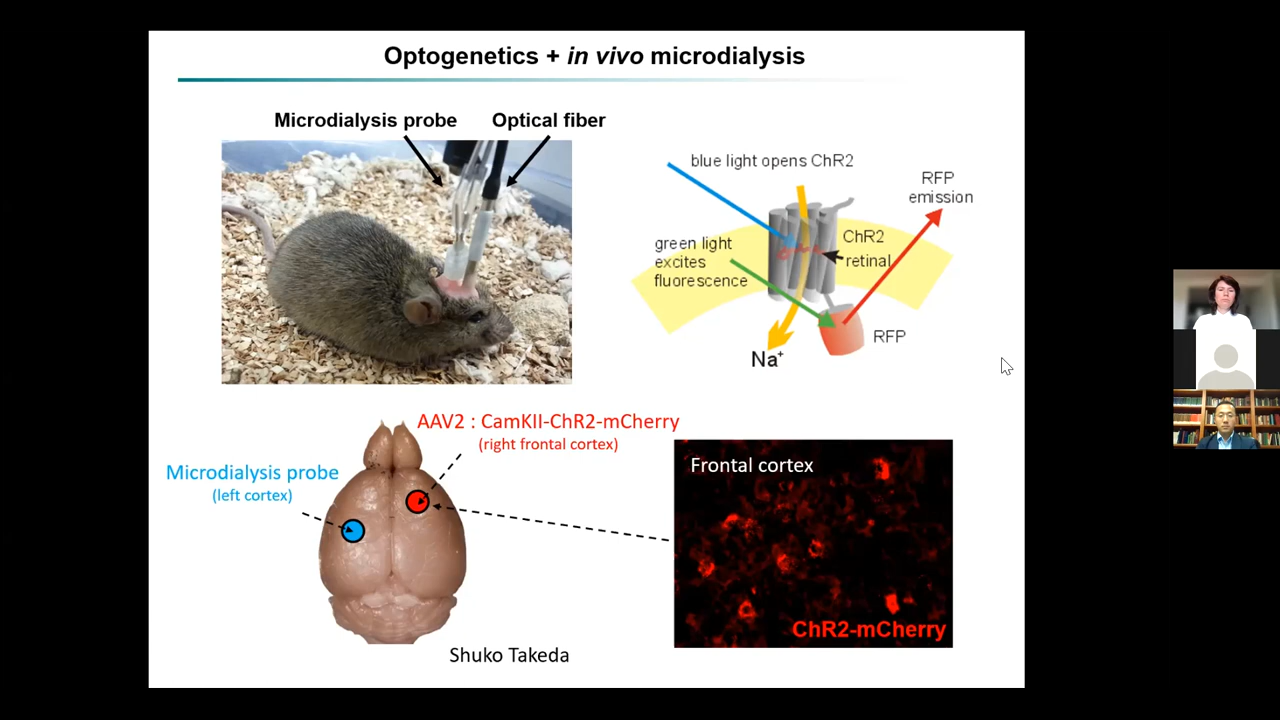 Optogenetics + in vivo microdialysis
Microdialysis probe
Optical fiber
blue light opens ChR2
RFP
emission
green light
excites
fluorescence
ChR2
retinal
RFP
Na⁺
AAV2 : CamKII-ChR2-mCherry
(right frontal cortex)
Microdialysis probe
(left cortex)
Frontal cortex
ChR2-mCherry
Shuko Takeda